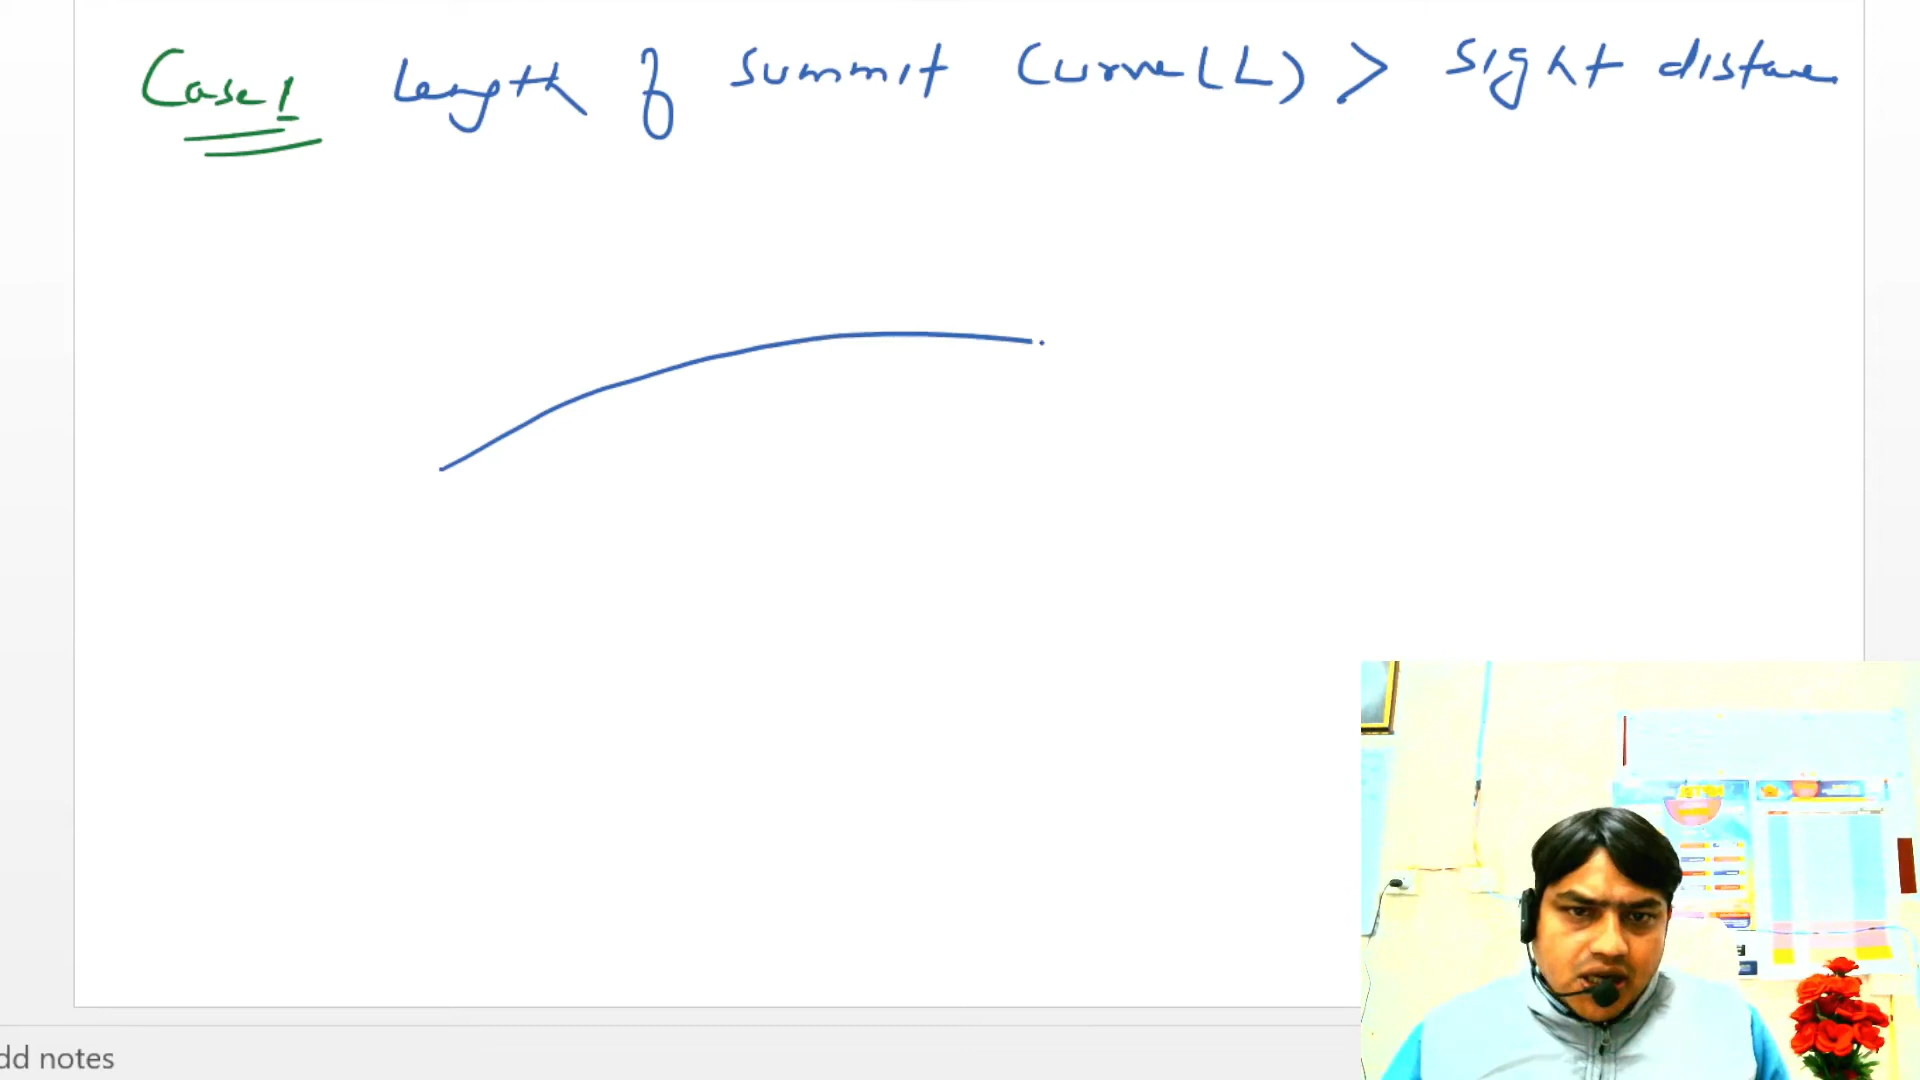 Case 1 Length of Summit Curve (L) > Sight distance
dd notes